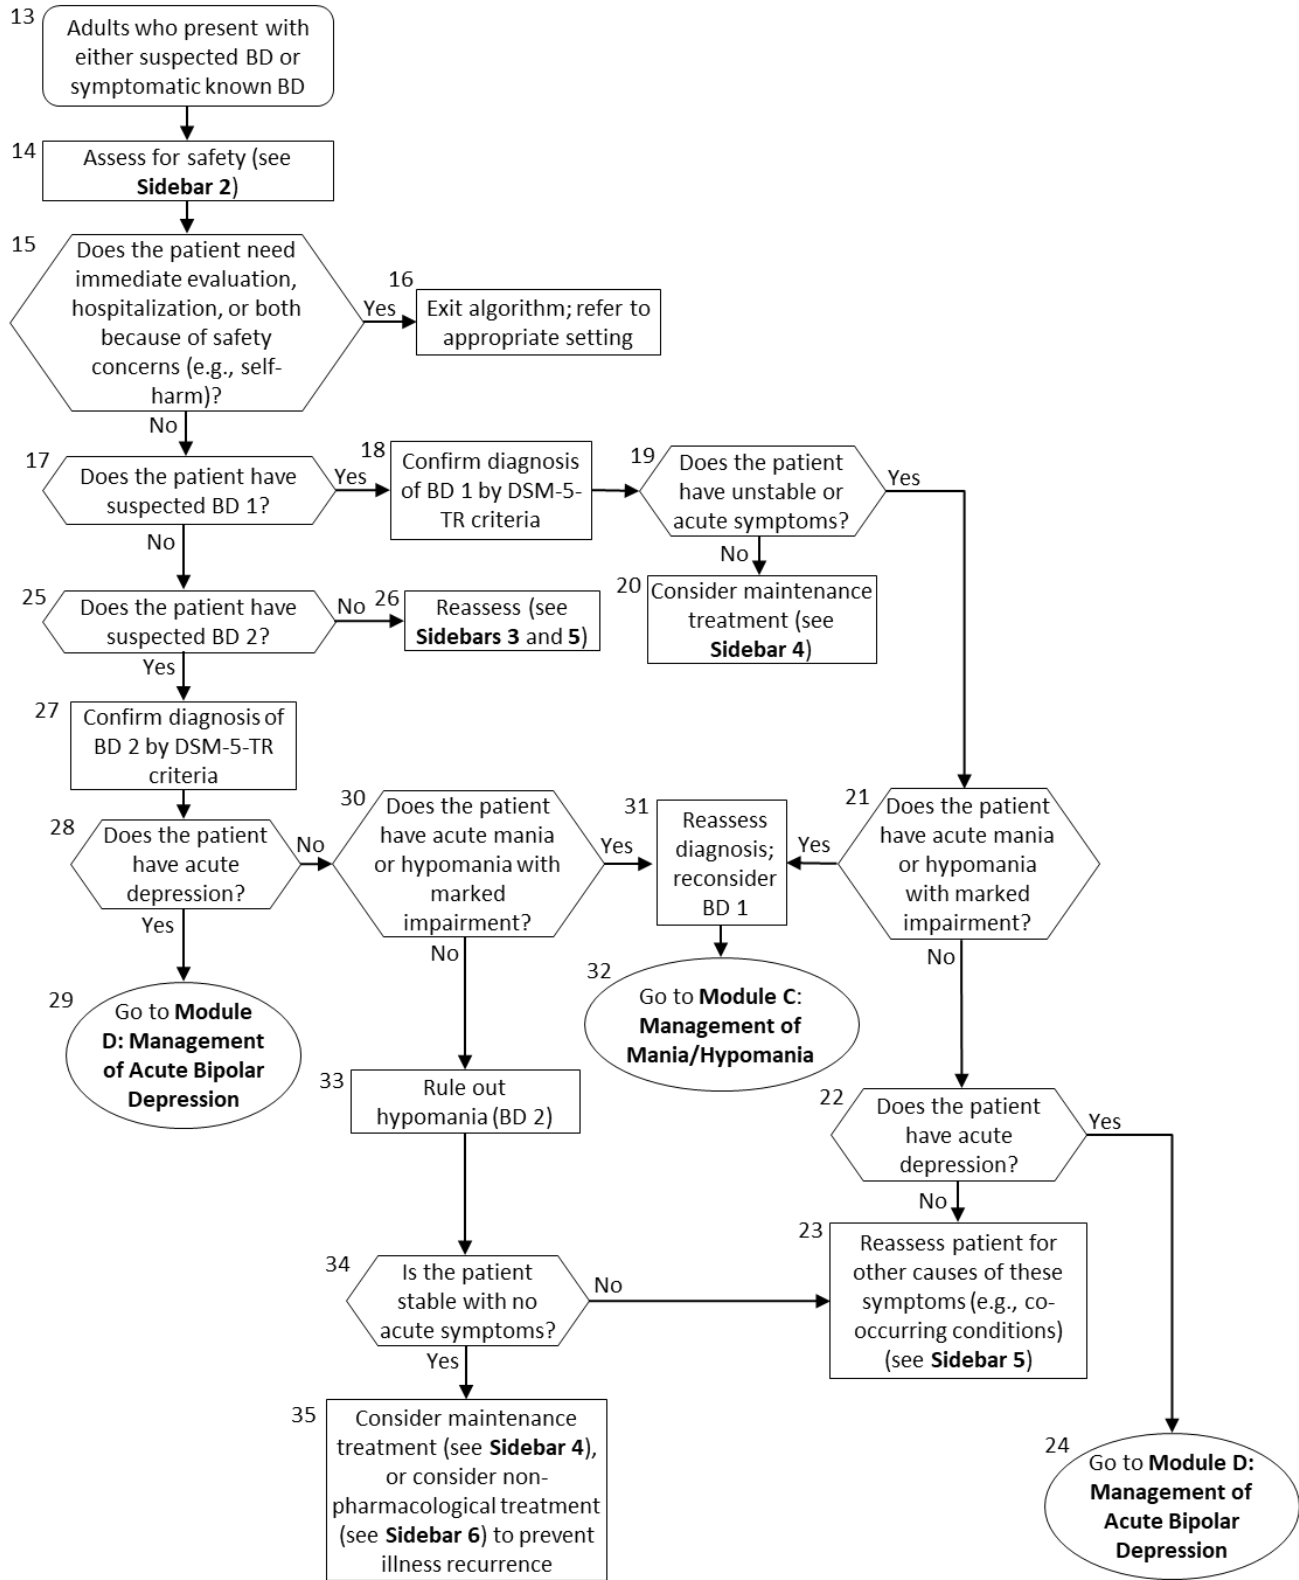 13
Adults who present with
either suspected BD or
symptomatic known BD
14
Assess for safety (see
Sidebar 2)
15
Does the patient need
immediate evaluation,
hospitalization, or both
because of safety
concerns (e.g., self-
harm)?
Yes
16
Exit algorithm; refer to
appropriate setting
No
17
Does the patient have
suspected BD 1?
Yes
18
Confirm diagnosis
of BD 1 by DSM-5-
TR criteria
19
Does the patient
have unstable or
acute symptoms?
Yes
No
20
Consider maintenance
treatment (see
Sidebar 4)
No
25
Does the patient have
suspected BD 2?
No
26
Reassess (see
Sidebars 3 and 5)
Yes
27
Confirm diagnosis of
BD 2 by DSM-5-TR
criteria
28
Does the patient
have acute
depression?
No
Yes
29
Go to Module
D: Management
of Acute Bipolar
Depression
30
Does the patient
have acute mania
or hypomania with
marked
impairment?
Yes
No
31
Reassess
diagnosis;
reconsider
BD 1
32
Go to Module C:
Management of
Mania/Hypomania
21
Does the patient
have acute mania
or hypomania
with marked
impairment?
Yes
No
22
Does the patient
have acute
depression?
Yes
No
23
Reassess patient for
other causes of these
symptoms (e.g., co-
occurring conditions)
(see Sidebar 5)
24
Go to Module D:
Management of
Acute Bipolar
Depression
33
Rule out
hypomania (BD 2)
34
Is the patient
stable with no
acute symptoms?
No
Yes
35
Consider maintenance
treatment (see Sidebar 4),
or consider non-
pharmacological treatment
(see Sidebar 6) to prevent
illness recurrence